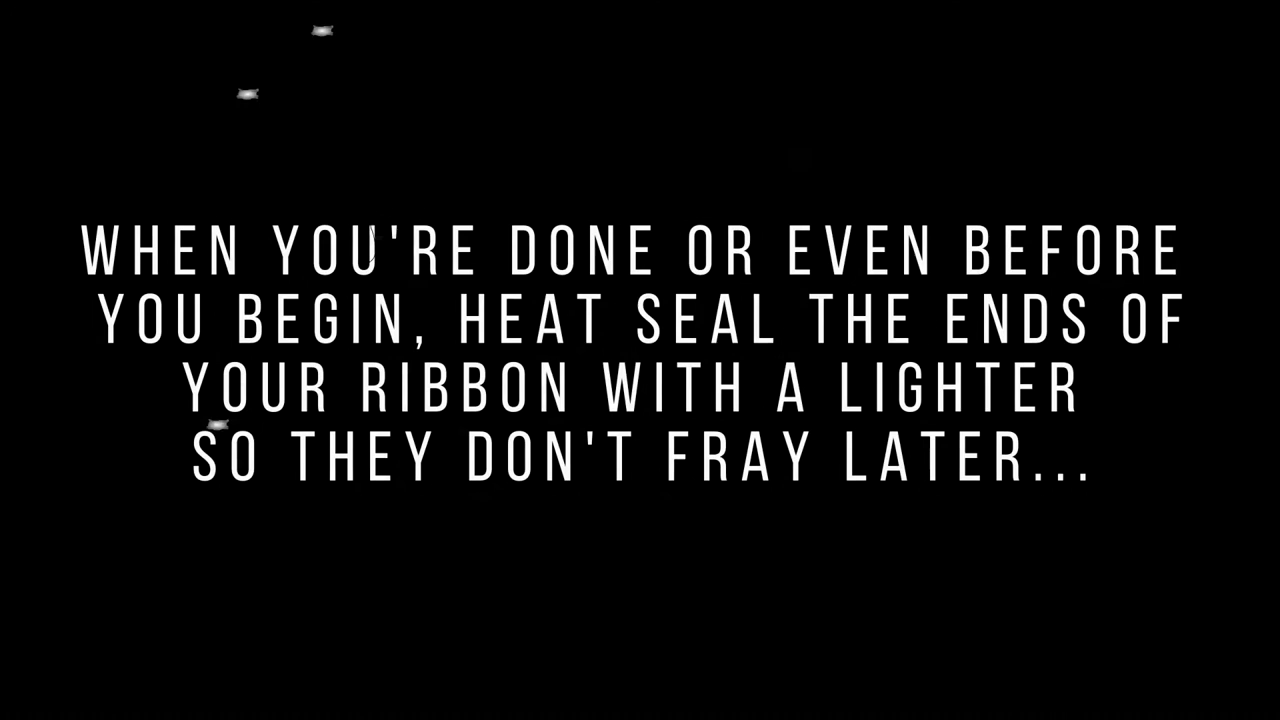 WHEN YOU'RE DONE OR EVEN BEFORE
YOU BEGIN, HEAT SEAL THE ENDS OF
YOUR RIBBON WITH A LIGHTER
SO THEY DON'T FRAY LATER...